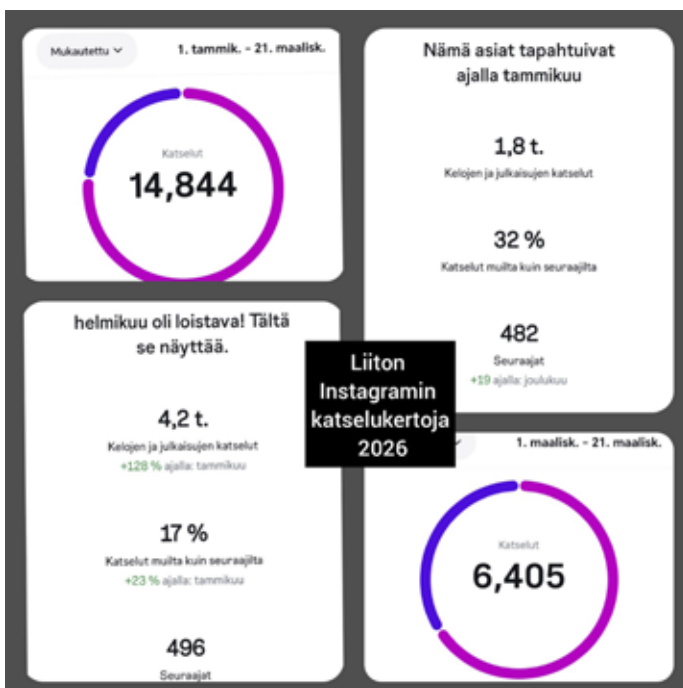 Mukautettu
1. tammik. - 21. maalisk.
Katselut
14,844
Nämä asiat tapahtuivat
ajalla tammikuu
1,8 t.
Kelojen ja julkaisujen katselut
32 %
Katselut muilta kuin seuraajilta
482
Seuraajat
+19 ajalla: joulukuu
helmikuu oli loistava! Tältä
se näyttää.
4,2 t.
Kelojen ja julkaisujen katselut
+128 % ajalla: tammikuu
17 %
Katselut muilta kuin seuraajilta
+23 % ajalla: tammikuu
496
Seuraajat
Liiton
Instagramin
katselukertoja
2026
1. maalisk. - 21. maalisk.
Katselut
6,405